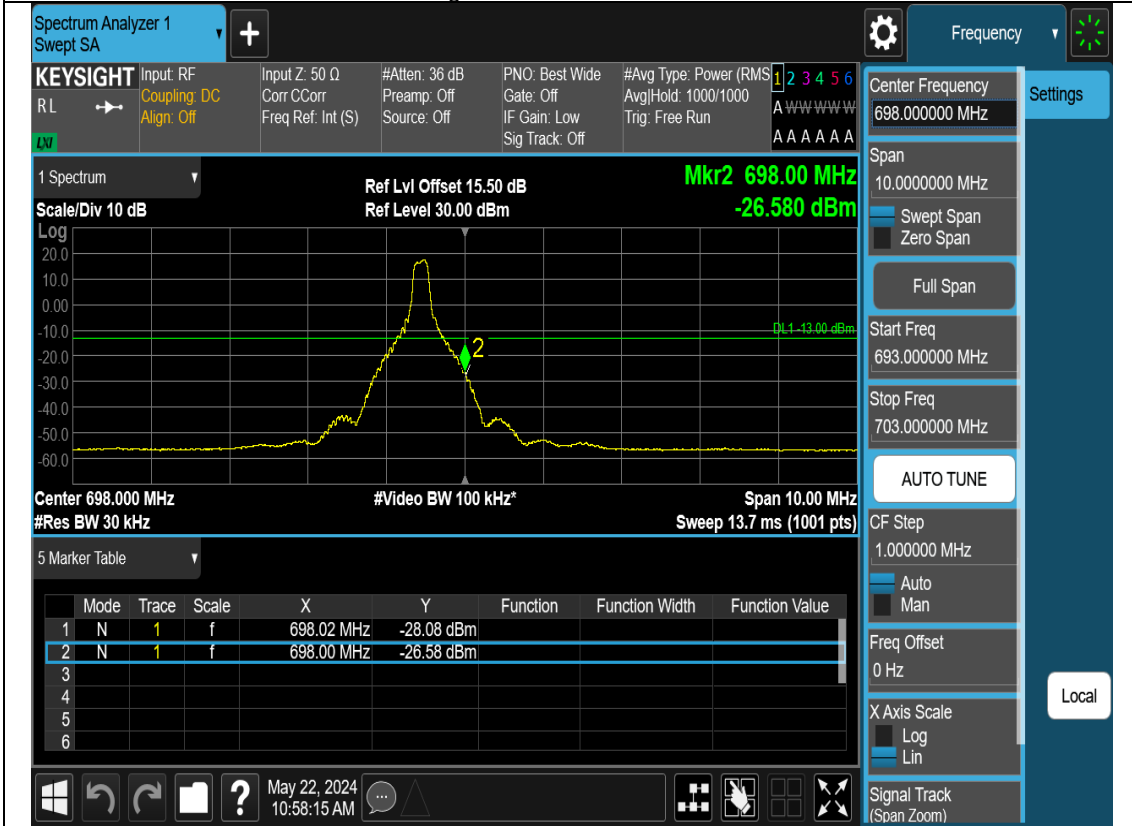 Spectrum Analyzer 1
Swept SA
Frequency
KEYSIGHT
R L
LXI
Input: RF
Coupling: DC
Align: Off
Input Z: 50 Ω
Corr CCorr
Freq Ref: Int (S)
#Atten: 36 dB
Preamp: Off
Source: Off
PNO: Best Wide
Gate: Off
IF Gain: Low
Sig Track: Off
#Avg Type: Power (RMS
Avg|Hold: 1000/1000
Trig: Free Run
1 2 3 4 5 6
A W W W W W
A A A A A A
1 Spectrum
Scale/Div 10 dB
Log
Ref Lvl Offset 15.50 dB
Ref Level 30.00 dBm
Mkr2 698.00 MHz
-26.580 dBm
20.0
10.0
0.00
-10.0
-20.0
-30.0
-40.0
-50.0
-60.0
DL1 -13.00 dBm
2
Center 698.000 MHz
#Video BW 100 kHz*
Span 10.00 MHz
#Res BW 30 kHz
Sweep 13.7 ms (1001 pts)
5 Marker Table
Mode Trace Scale X Y Function Function Width Function Value
1 N 1 f 698.02 MHz -28.08 dBm
2 N 1 f 698.00 MHz -26.58 dBm
3
4
5
6
May 22, 2024
10:58:15 AM
?
Center Frequency
698.000000 MHz
Settings
Span
10.0000000 MHz
Swept Span
Zero Span
Full Span
Start Freq
693.000000 MHz
Stop Freq
703.000000 MHz
AUTO TUNE
CF Step
1.000000 MHz
Auto
Man
Freq Offset
0 Hz
Local
X Axis Scale
Log
Lin
Signal Track
(Span Zoom)